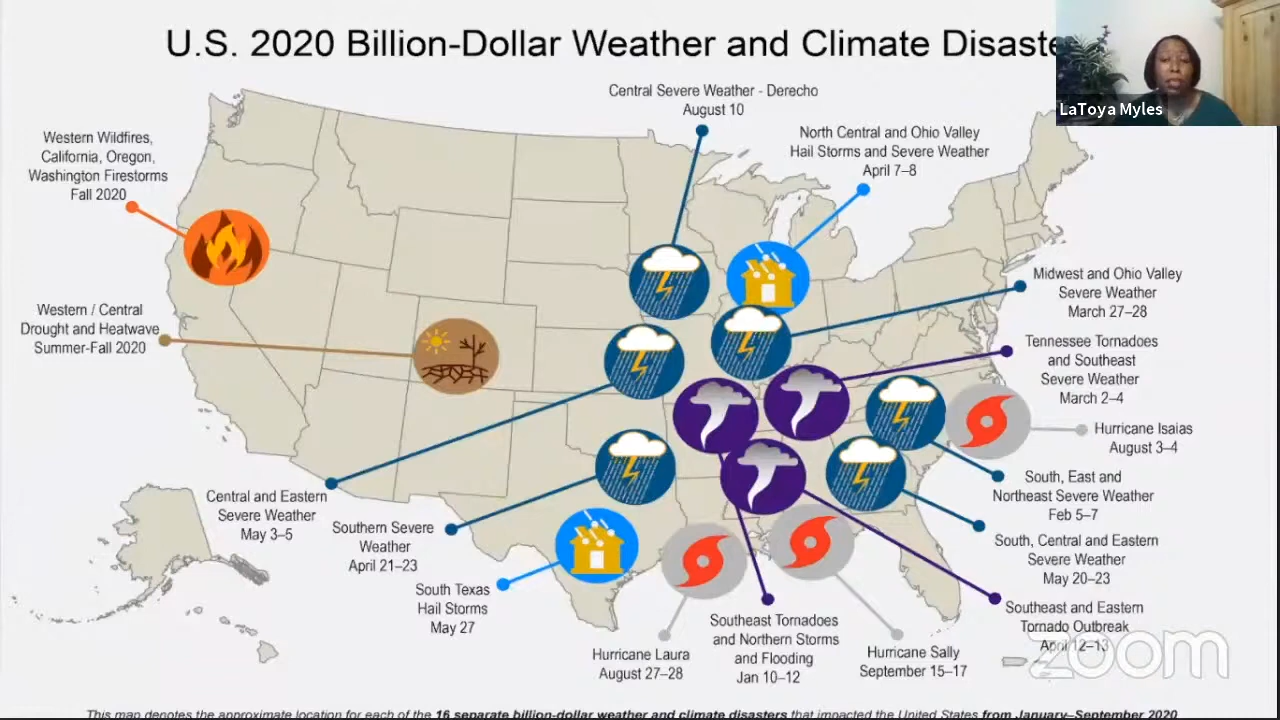 U.S. 2020 Billion-Dollar Weather and Climate
LaToya Myles
Central Severe Weather - Derecho
August 10
North Central and Ohio Valley
Hail Storms and Severe Weather
April 7–8
Western Wildfires,
California, Oregon,
Washington Firestorms
Fall 2020
Midwest and Ohio Valley
Severe Weather
March 27–28
Western / Central
Drought and Heatwave
Summer-Fall 2020
Tennessee Tornadoes
and Southeast
Severe Weather
March 2–4
Hurricane Isaias
August 3–4
South, East and
Northeast Severe Weather
Feb 5–7
Central and Eastern
Severe Weather
May 3–5
Southern Severe
Weather
April 21–23
South, Central and Eastern
Severe Weather
May 20–23
South Texas
Hail Storms
May 27
Southeast and Eastern
Tornado Outbreak
April 12–13
Southeast Tornadoes
and Northern Storms
and Flooding
Jan 10–12
Hurricane Laura
August 27–28
Hurricane Sally
September 15–17
zoom
This map denotes the approximate location for each of the 16 separate billion-dollar weather and climate disasters that impacted the United States from January–September 2020